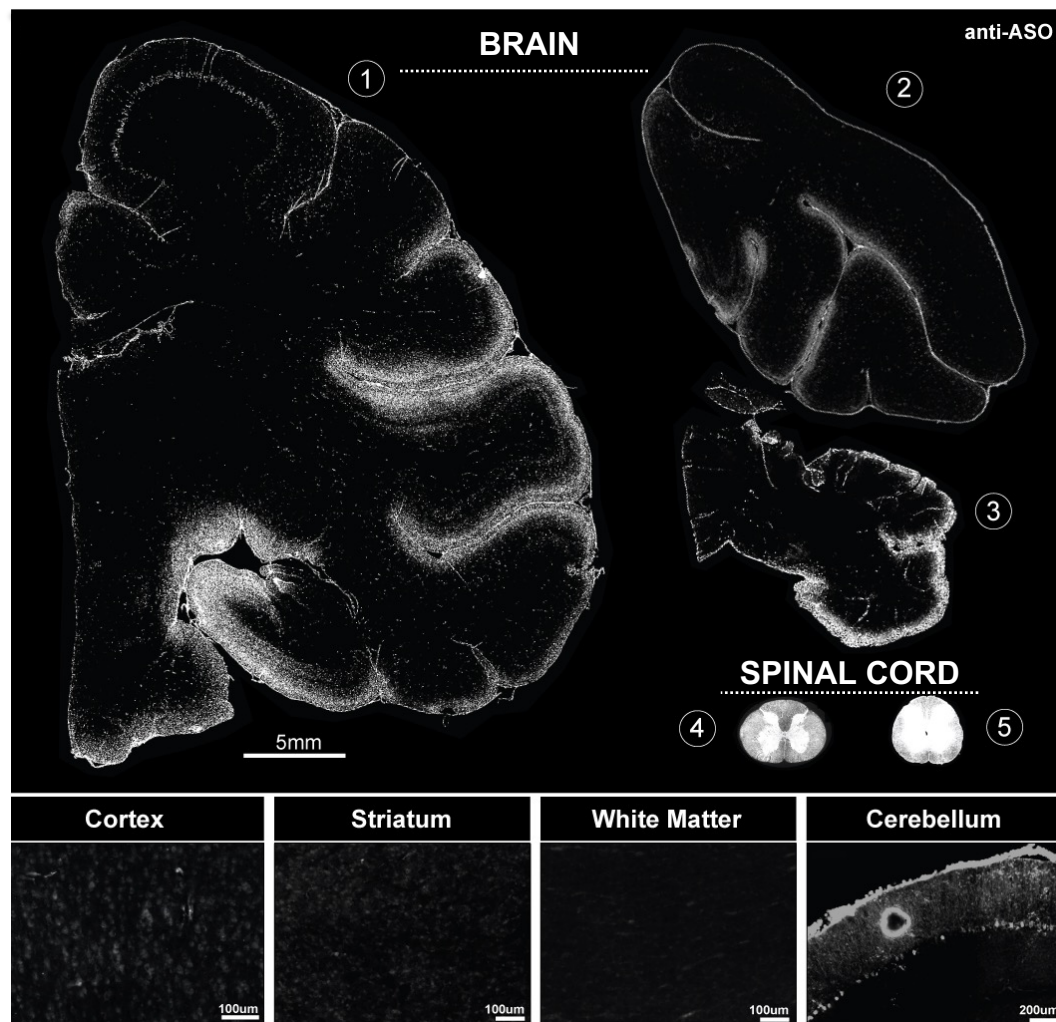 BRAIN
anti-ASO
1
2
3
SPINAL CORD
4
5
5mm
Cortex
Striatum
White Matter
Cerebellum
100um
100um
100um
200um